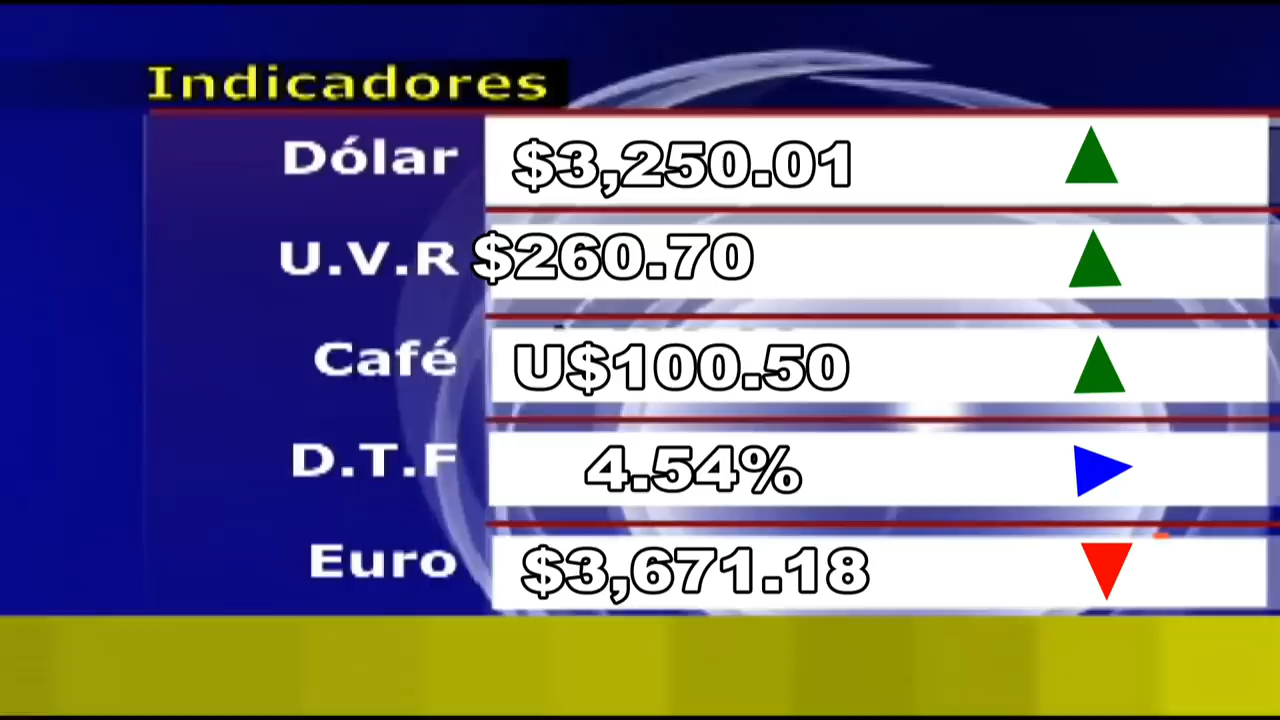 Indicadores
Dólar $3,250.01
U.V.R $260.70
Café U$100.50
D.T.F 4.54%
Euro $3,671.18